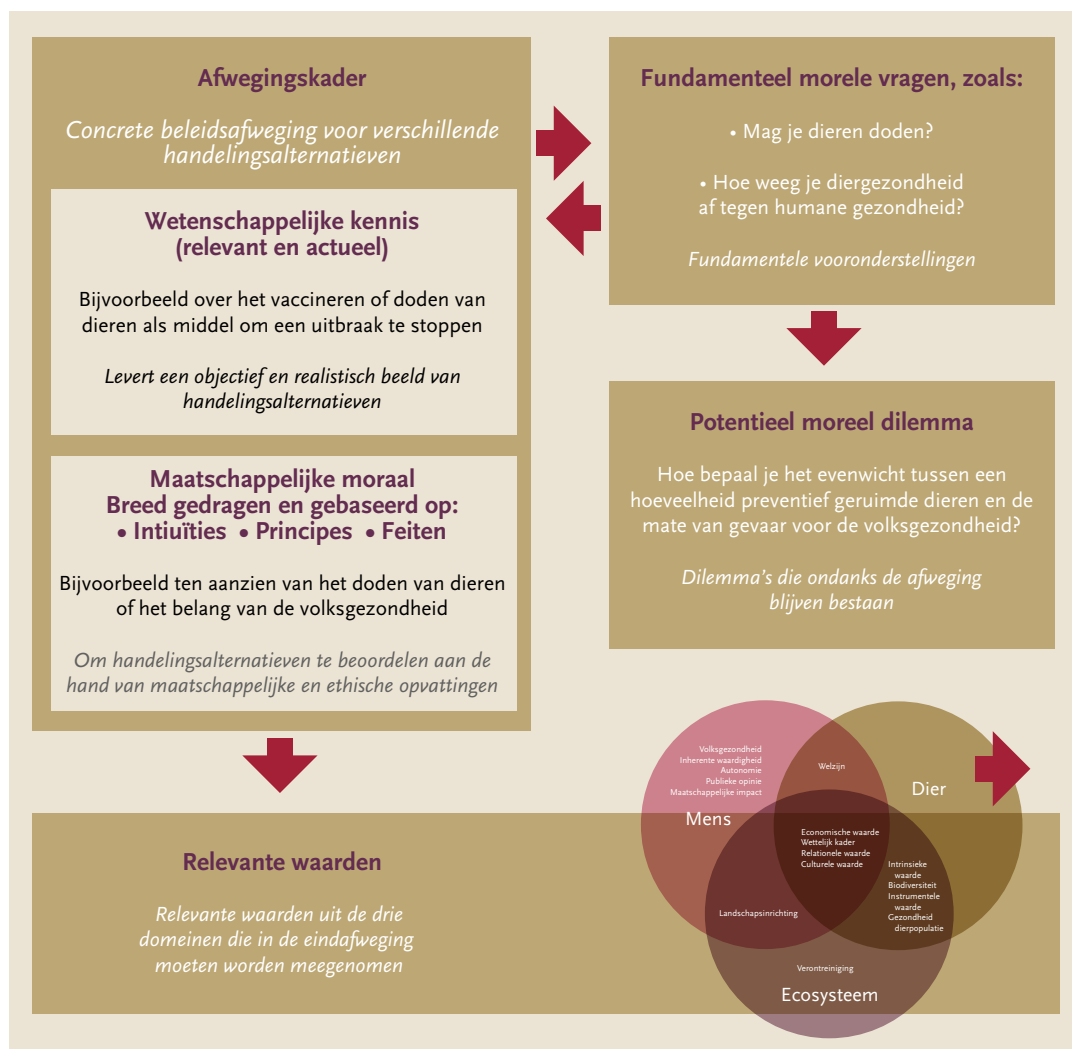 Afwegingskader
Concrete beleidsafweging voor verschillende
handelingsalternatieven
Wetenschappelijke kennis
(relevant en actueel)
Bijvoorbeeld over het vaccineren of doden van
dieren als middel om een uitbraak te stoppen
Levert een objectief en realistisch beeld van
handelingsalternatieven
Maatschappelijke moraal
Breed gedragen en gebaseerd op:
• Intiuïties • Principes • Feiten
Bijvoorbeeld ten aanzien van het doden van dieren
of het belang van de volksgezondheid
Om handelingsalternatieven te beoordelen aan de
hand van maatschappelijke en ethische opvattingen
Fundamenteel morele vragen, zoals:
• Mag je dieren doden?
• Hoe weeg je diergezondheid
af tegen humane gezondheid?
Fundamentele vooronderstellingen
Potentieel moreel dilemma
Hoe bepaal je het evenwicht tussen een
hoeveelheid preventief geruimde dieren en de
mate van gevaar voor de volksgezondheid?
Dilemma's die ondanks de afweging
blijven bestaan
Relevante waarden
Relevante waarden uit de drie
domeinen die in de eindafweging
moeten worden meegenomen
Volksgezondheid
Inherente waardigheid
Autonomie
Publieke opinie
Maatschappelijke impact
Mens
Welzijn
Dier
Economische waarde
Wettelijk kader
Relationele waarde
Culturele waarde
Intrinsieke
waarde
Biodiversiteit
Instrumentele
waarde
Gezondheid
dierpopulatie
Landschapsinrichting
Verontreiniging
Ecosysteem